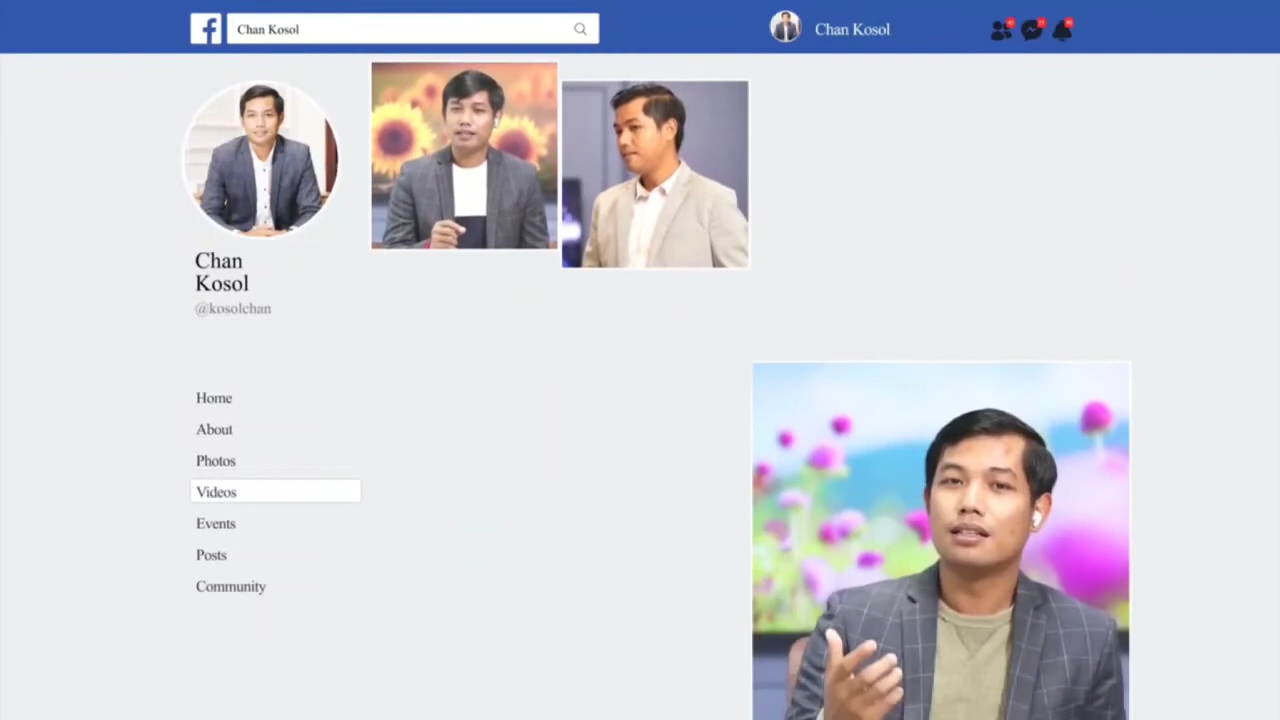 Chan Kosol
Chan Kosol
Chan
Kosol
@kosolchan
Home
About
Photos
Videos
Events
Posts
Community